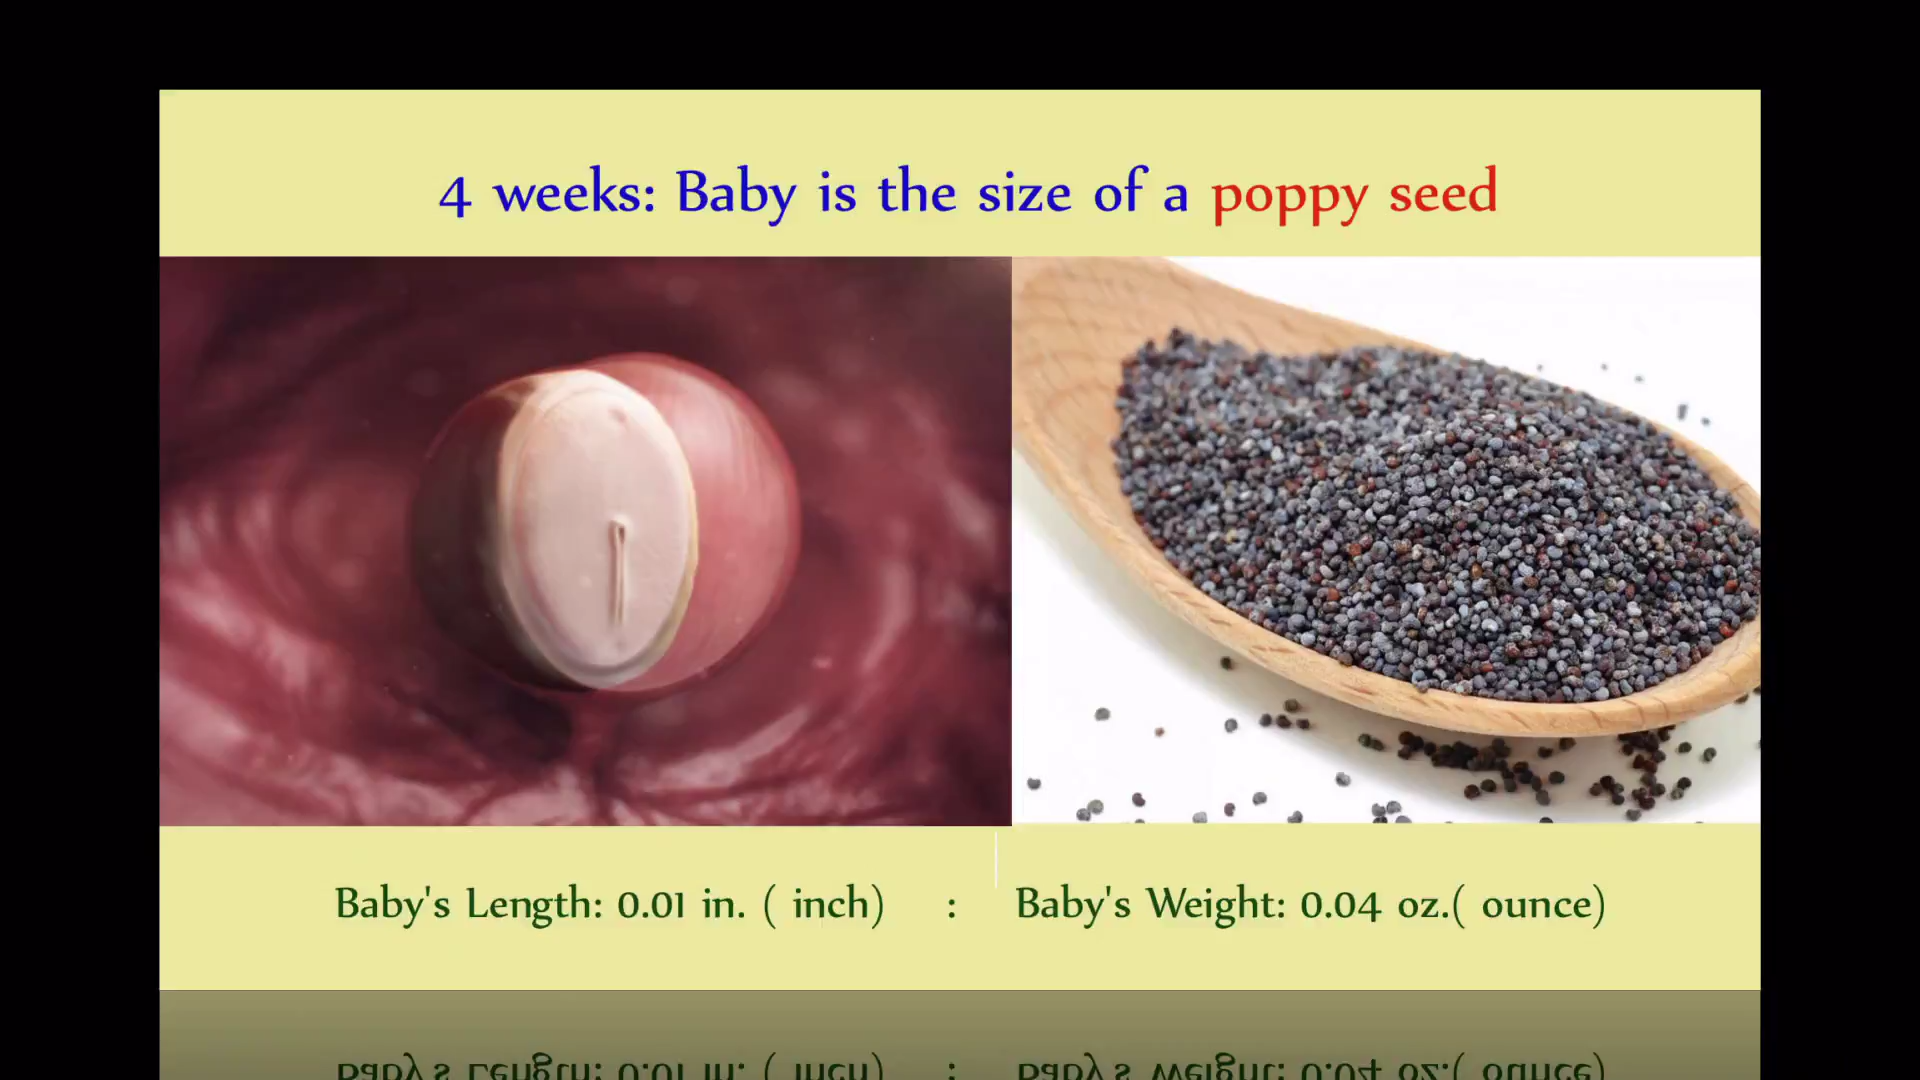 4 weeks: Baby is the size of a poppy seed
Baby's Length: 0.01 in. ( inch) : Baby's Weight: 0.04 oz.( ounce)